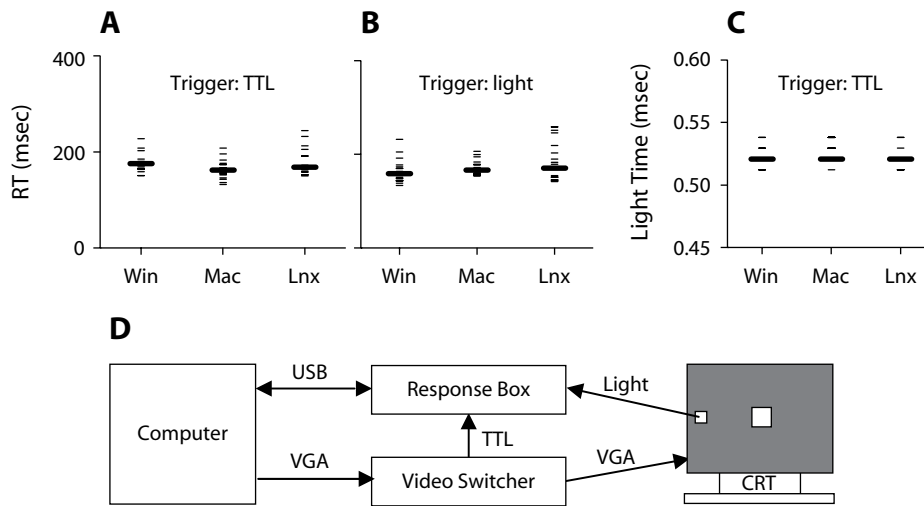 A
B
C
400
200
0
RT (msec)
Trigger: TTL
Win Mac Lnx
Trigger: light
Win Mac Lnx
0.60
0.55
0.50
0.45
Light Time (msec)
Trigger: TTL
Win Mac Lnx
D
Computer
USB
VGA
Response Box
TTL
Video Switcher
Light
VGA
CRT